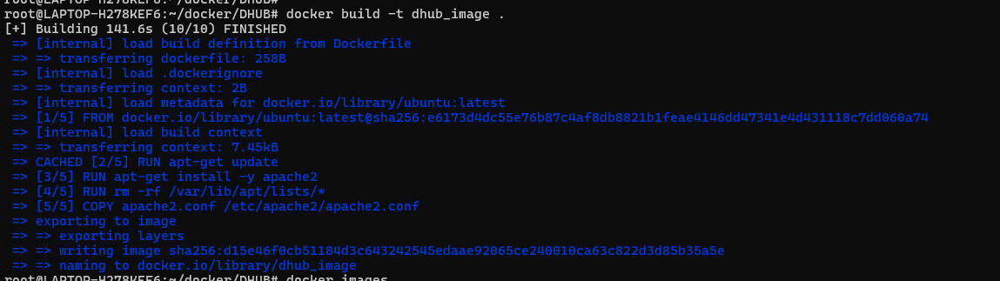 root@LAPTOP-H278KEF6:~/docker/DHUB#
root@LAPTOP-H278KEF6:~/docker/DHUB# docker build -t dhub_image .
[+] Building 141.6s (10/10) FINISHED
=> [internal] load build definition from Dockerfile
=> => transferring dockerfile: 258B
=> [internal] load .dockerignore
=> => transferring context: 2B
=> [internal] load metadata for docker.io/library/ubuntu:latest
=> [1/5] FROM docker.io/library/ubuntu:latest@sha256:e6173d4dc55e76b87c4af8db8821b1feae4146dd47341e4d431118c7dd060a74
=> [internal] load build context
=> => transferring context: 7.45kB
=> CACHED [2/5] RUN apt-get update
=> [3/5] RUN apt-get install -y apache2
=> [4/5] RUN rm -rf /var/lib/apt/lists/*
=> [5/5] COPY apache2.conf /etc/apache2/apache2.conf
=> exporting to image
=> => exporting layers
=> => writing image sha256:d15e46f0cb51184d3c643242545edaae92065ce240010ca63c822d3d85b35a5e
=> => naming to docker.io/library/dhub_image
root@LAPTOP-H278KEF6:~/docker/DHUB# docker images